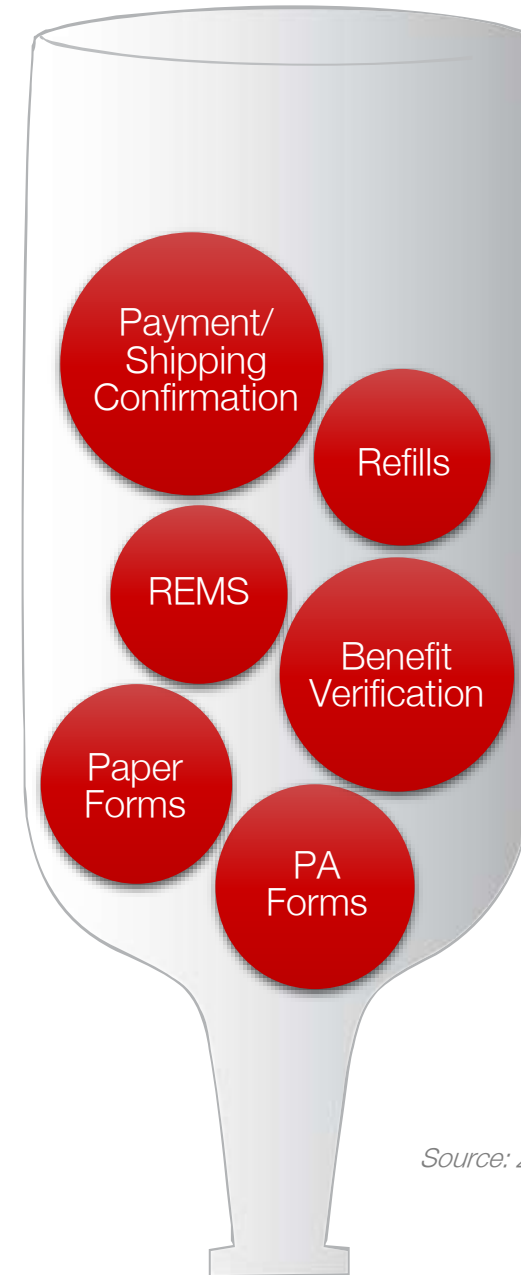 Payment/
Shipping
Confirmation
Refills
REMS
Benefit
Verification
Paper
Forms
PA
Forms
Source: